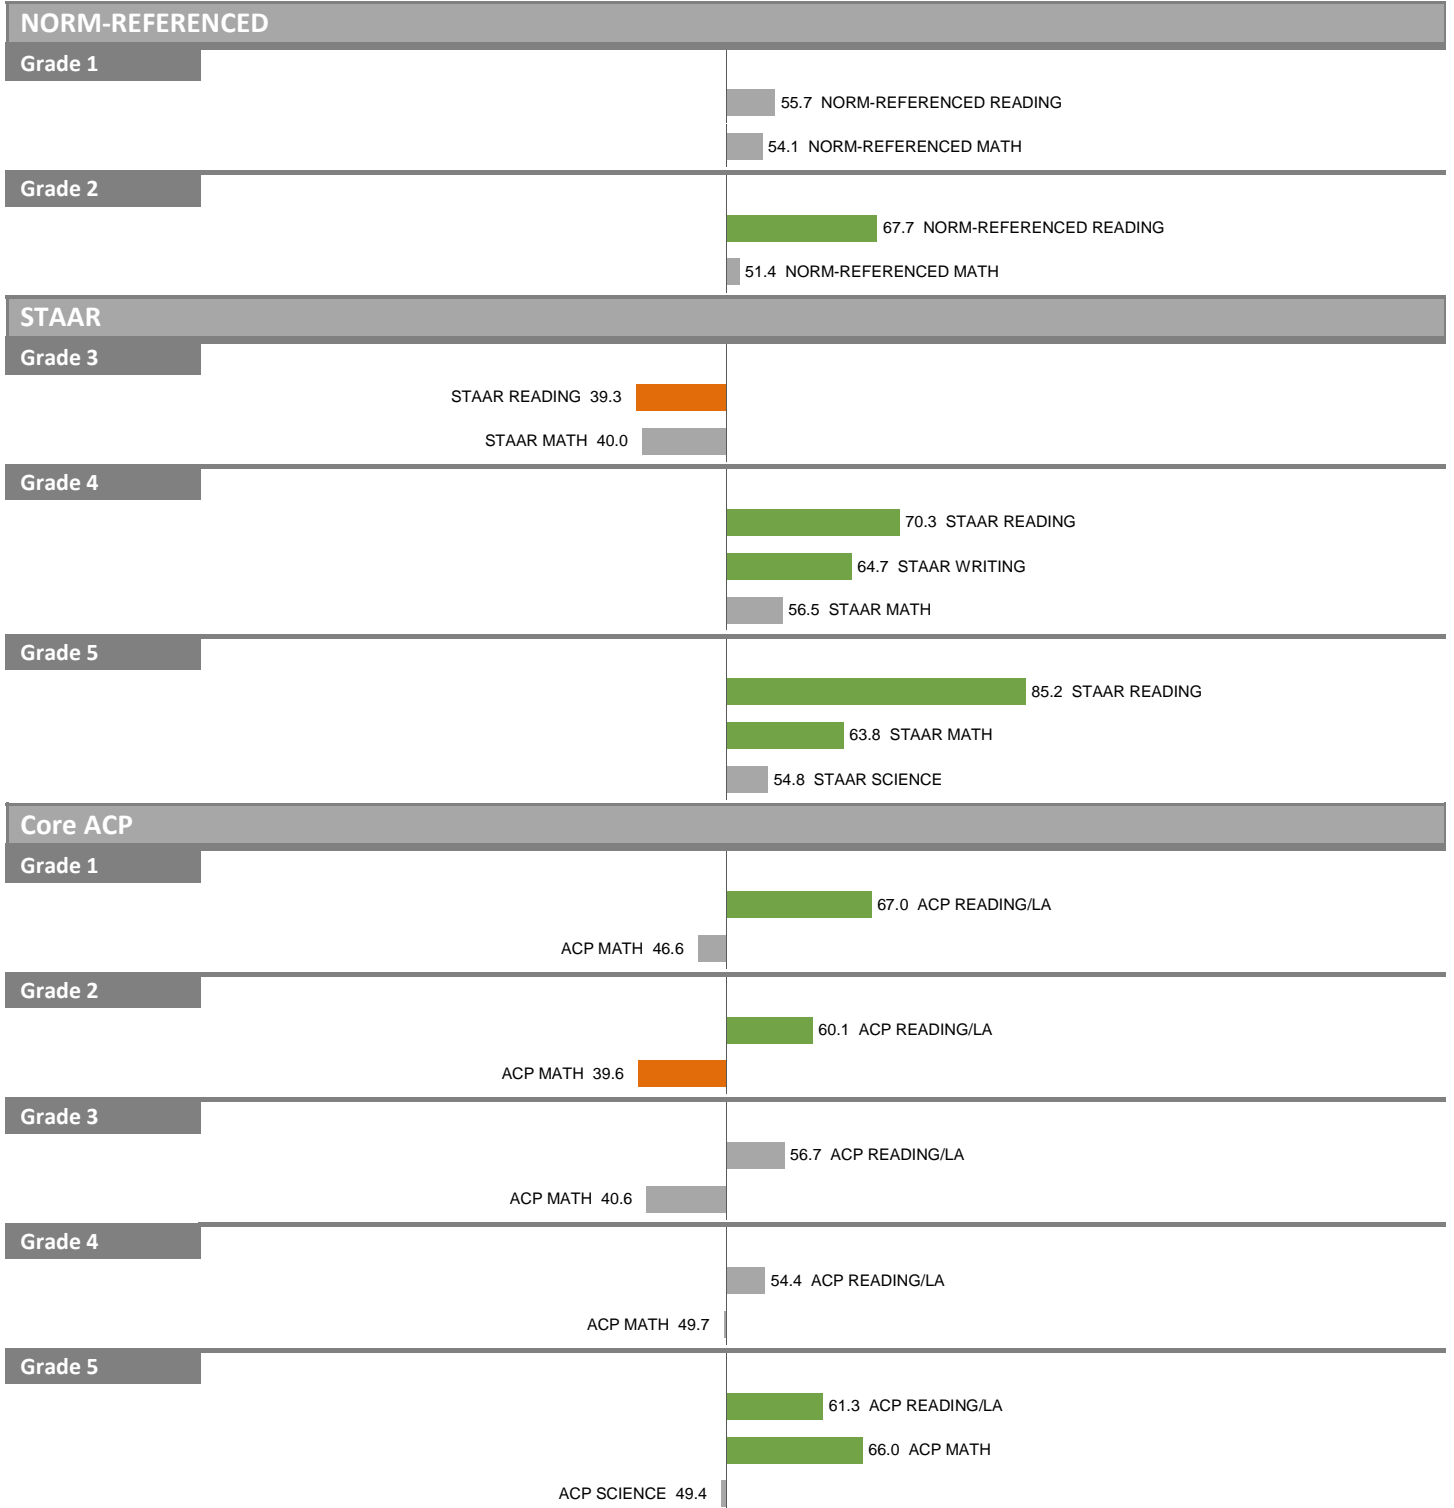 NORM-REFERENCED
Grade 1
55.7 NORM-REFERENCED READING
54.1 NORM-REFERENCED MATH
Grade 2
67.7 NORM-REFERENCED READING
51.4 NORM-REFERENCED MATH
STAAR
Grade 3
STAAR READING 39.3
STAAR MATH 40.0
Grade 4
70.3 STAAR READING
64.7 STAAR WRITING
56.5 STAAR MATH
Grade 5
85.2 STAAR READING
63.8 STAAR MATH
54.8 STAAR SCIENCE
Core ACP
Grade 1
67.0 ACP READING/LA
ACP MATH 46.6
Grade 2
60.1 ACP READING/LA
ACP MATH 39.6
Grade 3
56.7 ACP READING/LA
ACP MATH 40.6
Grade 4
54.4 ACP READING/LA
ACP MATH 49.7
Grade 5
61.3 ACP READING/LA
66.0 ACP MATH
ACP SCIENCE 49.4